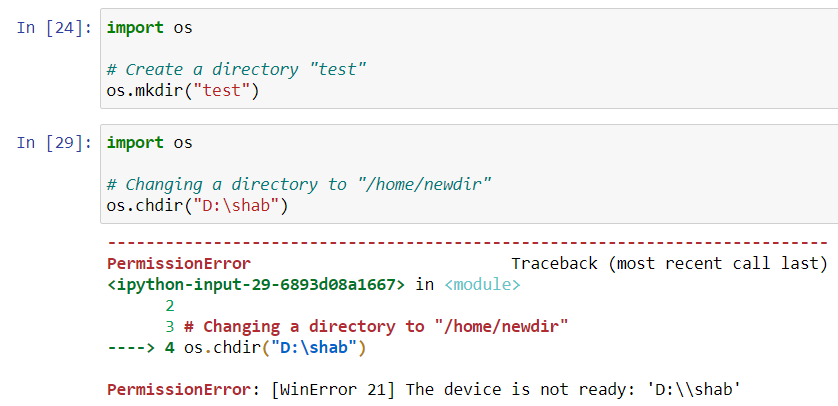 In [24]: import os
# Create a directory "test"
os.mkdir("test")
In [29]: import os
# Changing a directory to "/home/newdir"
os.chdir("D:\shab")
---------------------------------------------------------------------------
PermissionError Traceback (most recent call last)
<ipython-input-29-6893d08a1667> in <module>
2
3 # Changing a directory to "/home/newdir"
----> 4 os.chdir("D:\shab")
PermissionError: [WinError 21] The device is not ready: 'D:\\shab'